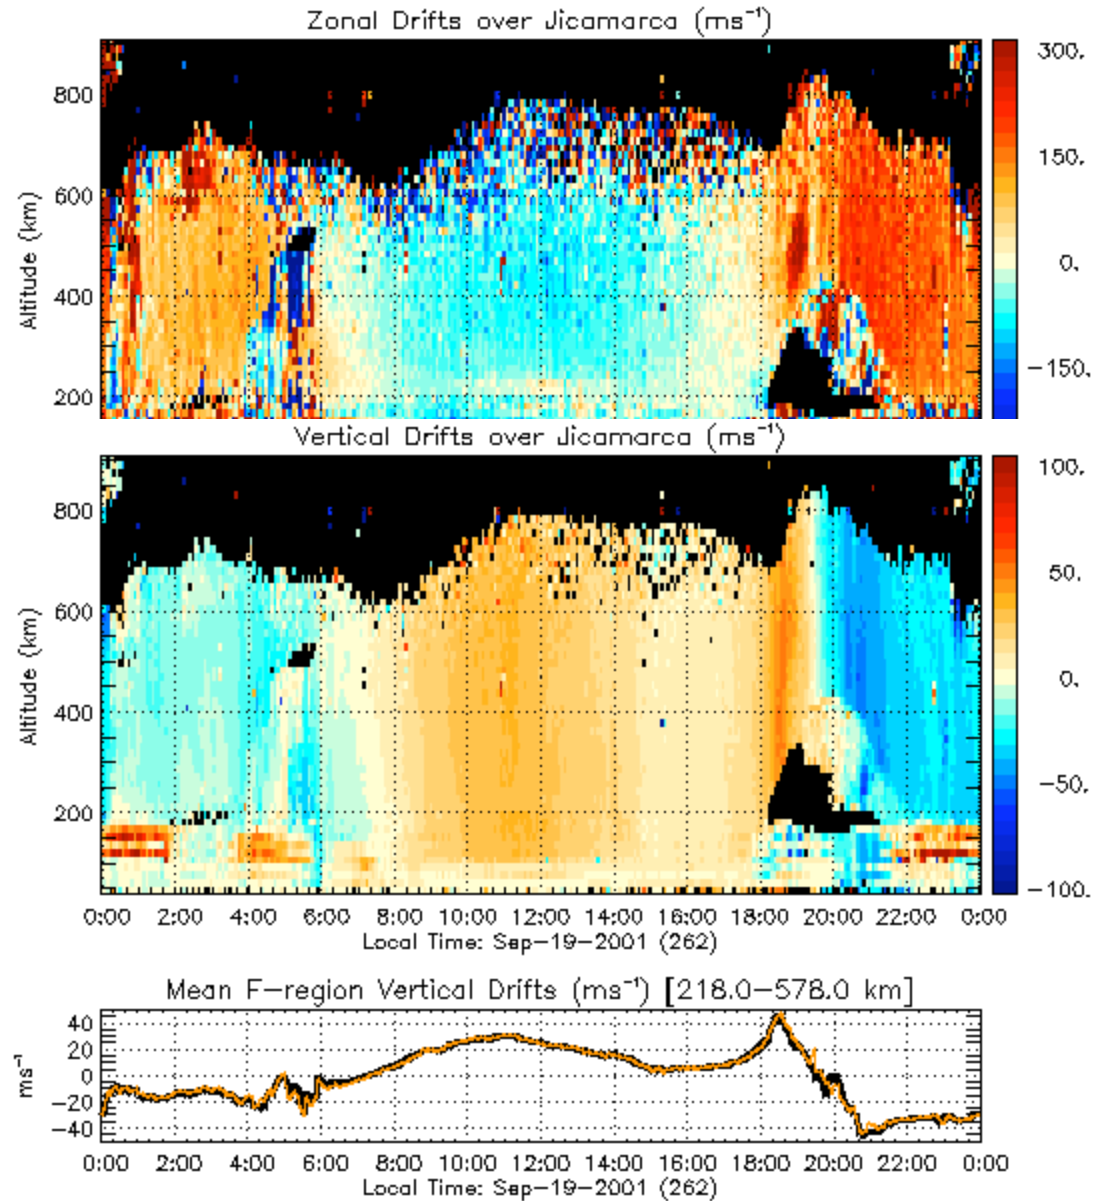 Zonal Drifts over Jicamarca (ms⁻¹)
Altitude (km)
800
600
400
200
300.
150.
0.
−150.
Vertical Drifts over Jicamarca (ms⁻¹)
Altitude (km)
800
600
400
200
100.
50.
0.
−50.
−100.
0:00 2:00 4:00 6:00 8:00 10:00 12:00 14:00 16:00 18:00 20:00 22:00 0:00
Local Time: Sep−19−2001 (262)
Mean F−region Vertical Drifts (ms⁻¹) [218.0−578.0 km]
ms⁻¹
40
20
0
−20
−40
0:00 2:00 4:00 6:00 8:00 10:00 12:00 14:00 16:00 18:00 20:00 22:00 0:00
Local Time: Sep−19−2001 (262)